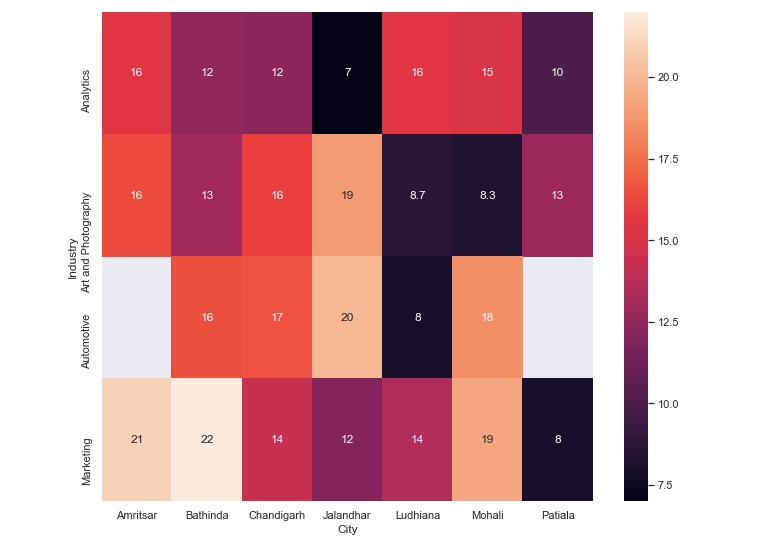 16 12 12 7 16 15 10
20.0
Analytics
17.5
16 13 16 19 8.7 8.3 13
Art and Photography
Industry
15.0
12.5
16 17 20 8 18
Automotive
10.0
21 22 14 12 14 19 8
Marketing
7.5
Amritsar Bathinda Chandigarh Jalandhar Ludhiana Mohali Patiala
City